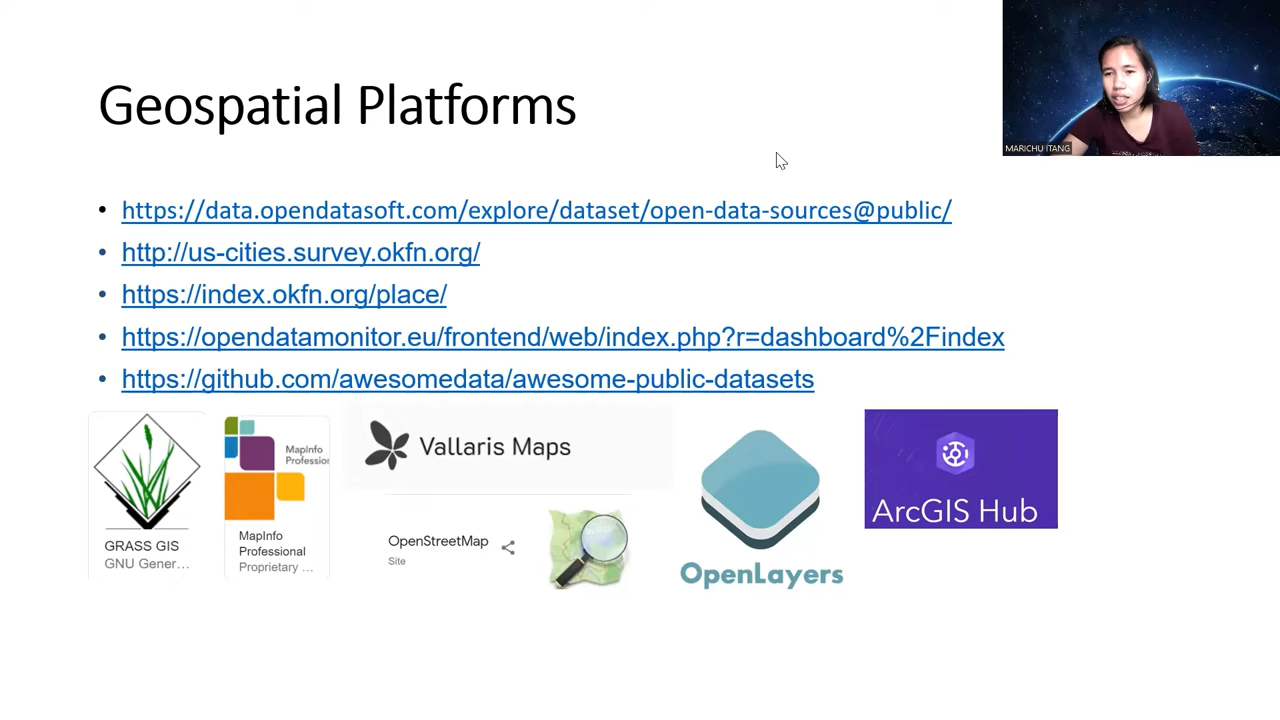 Geospatial Platforms
MARICHU ITANG
https://data.opendatasoft.com/explore/dataset/open-data-sources@public/
http://us-cities.survey.okfn.org/
https://index.okfn.org/place/
https://opendatamonitor.eu/frontend/web/index.php?r=dashboard%2Findex
https://github.com/awesomedata/awesome-public-datasets
GRASS GIS
GNU Gener...
MapInfo
Professior
MapInfo
Professional
Proprietary ...
Vallaris Maps
OpenStreetMap
Site
OpenLayers
ArcGIS Hub